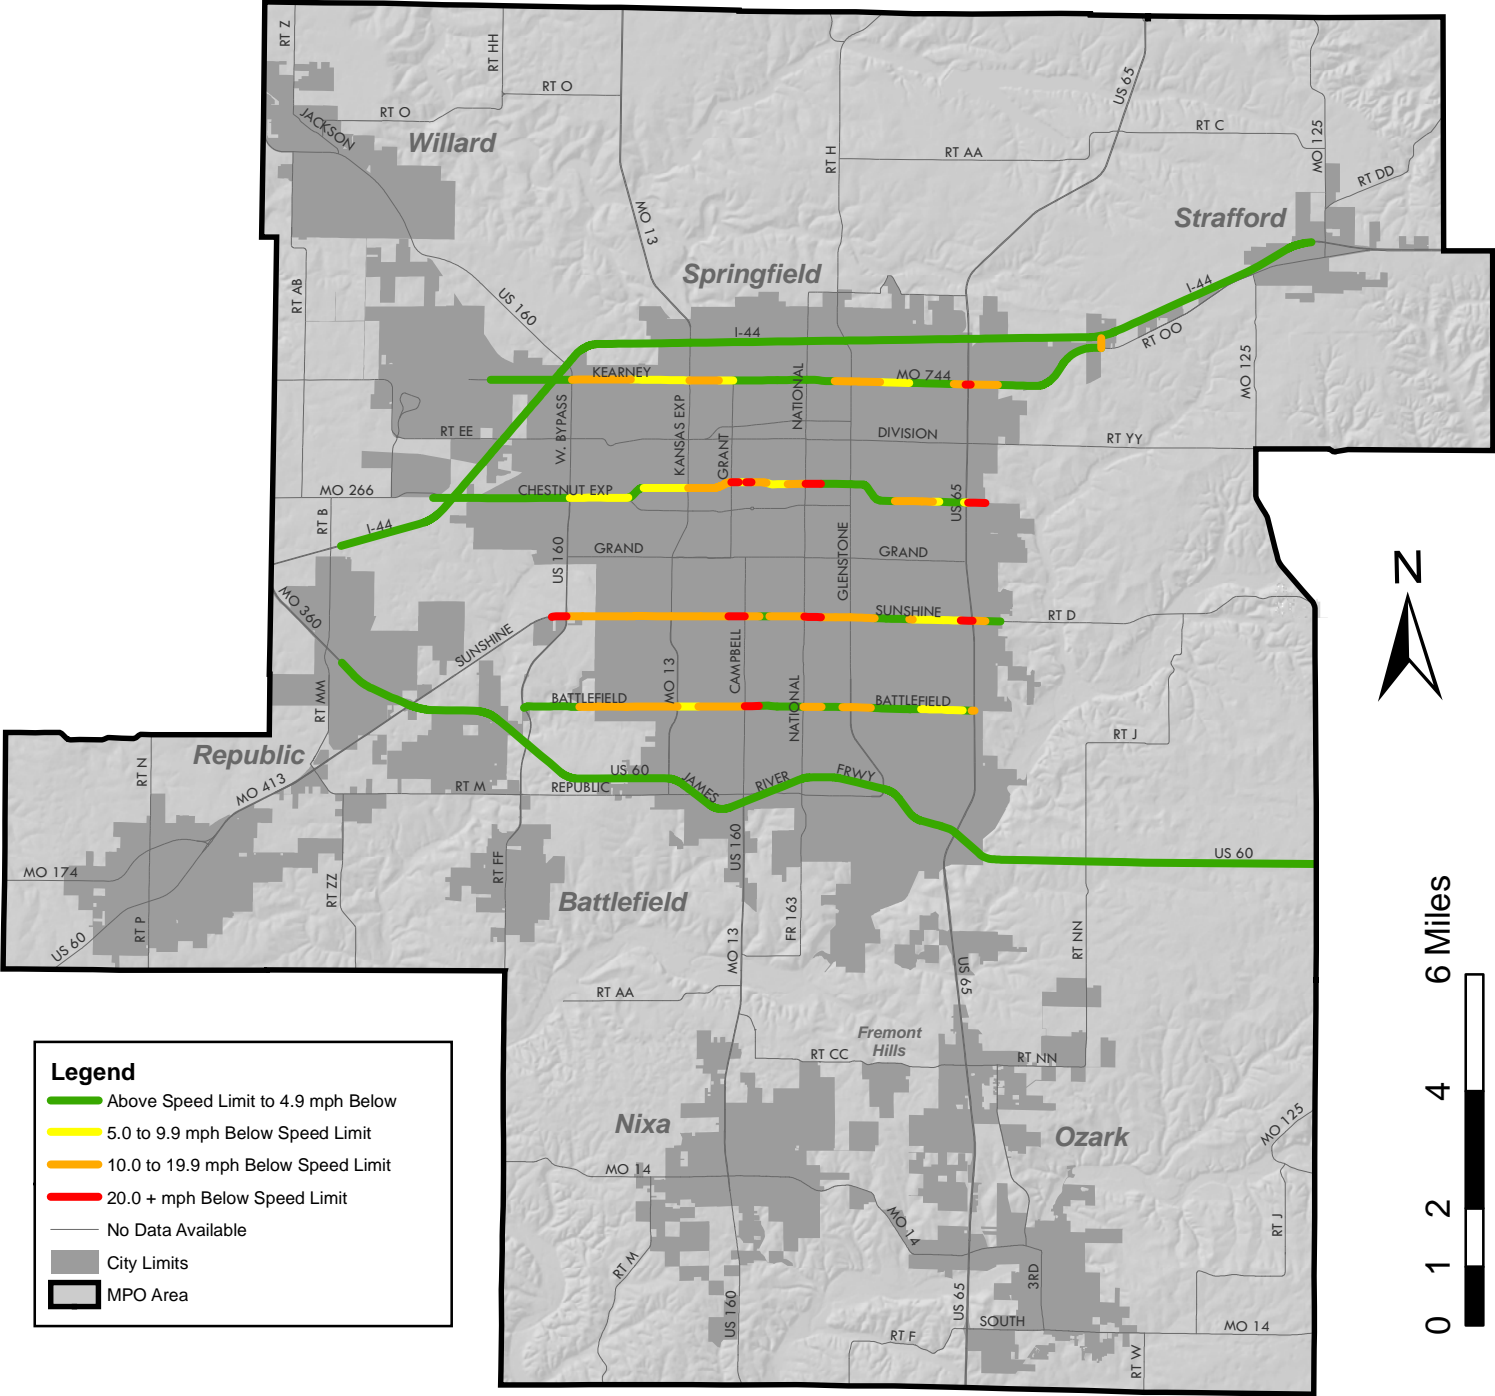 RT Z
RT HH
RT O
RT O
JACKSON
Willard
US 65
RT C
MO 125
RT AA
RT H
RT DD
MO 13
Strafford
Springfield
RT AB
US 160
I-44
I-44
RT OO
MO 125
KEARNEY
MO 744
NATIONAL
W. BYPASS
KANSAS EXP
GRANT
RT EE
DIVISION
RT YY
MO 266
CHESTNUT EXP
US 65
RT B
I-44
GRAND
GRAND
US 160
GLENSTONE
N
MO 360
SUNSHINE
RT D
SUNSHINE
CAMPBELL
MO 13
RT MM
BATTLEFIELD
NATIONAL
BATTLEFIELD
RT J
Republic
RT N
MO 413
US 60
JAMES
RIVER
FRWY
RT M
REPUBLIC
US 160
US 60
MO 174
RT FF
RT ZZ
Battlefield
RT P
US 60
FR 163
MO 13
RT NN
US 65
RT AA
Fremont
Hills
RT CC
RT NN
Nixa
Ozark
MO 125
MO 14
MO 14
RT J
RT M
3RD
US 160
US 65
SOUTH
RT F
MO 14
RT W
Legend
Above Speed Limit to 4.9 mph Below
5.0 to 9.9 mph Below Speed Limit
10.0 to 19.9 mph Below Speed Limit
20.0 + mph Below Speed Limit
No Data Available
City Limits
MPO Area
0 1 2 4 6 Miles